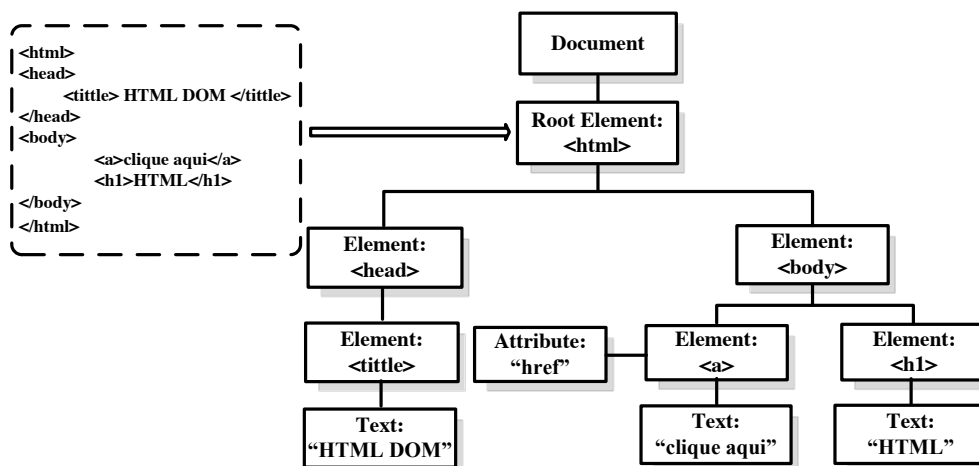 <html>
<head>
<tittle> HTML DOM </tittle>
</head>
<body>
<a>clique aqui</a>
<h1>HTML</h1>
</body>
</html>
Document
Root Element:
<html>
Element:
<head>
Element:
<body>
Element:
<tittle>
Attribute:
“href”
Element:
<a>
Element:
<h1>
Text:
“HTML DOM”
Text:
“clique aqui”
Text:
“HTML”